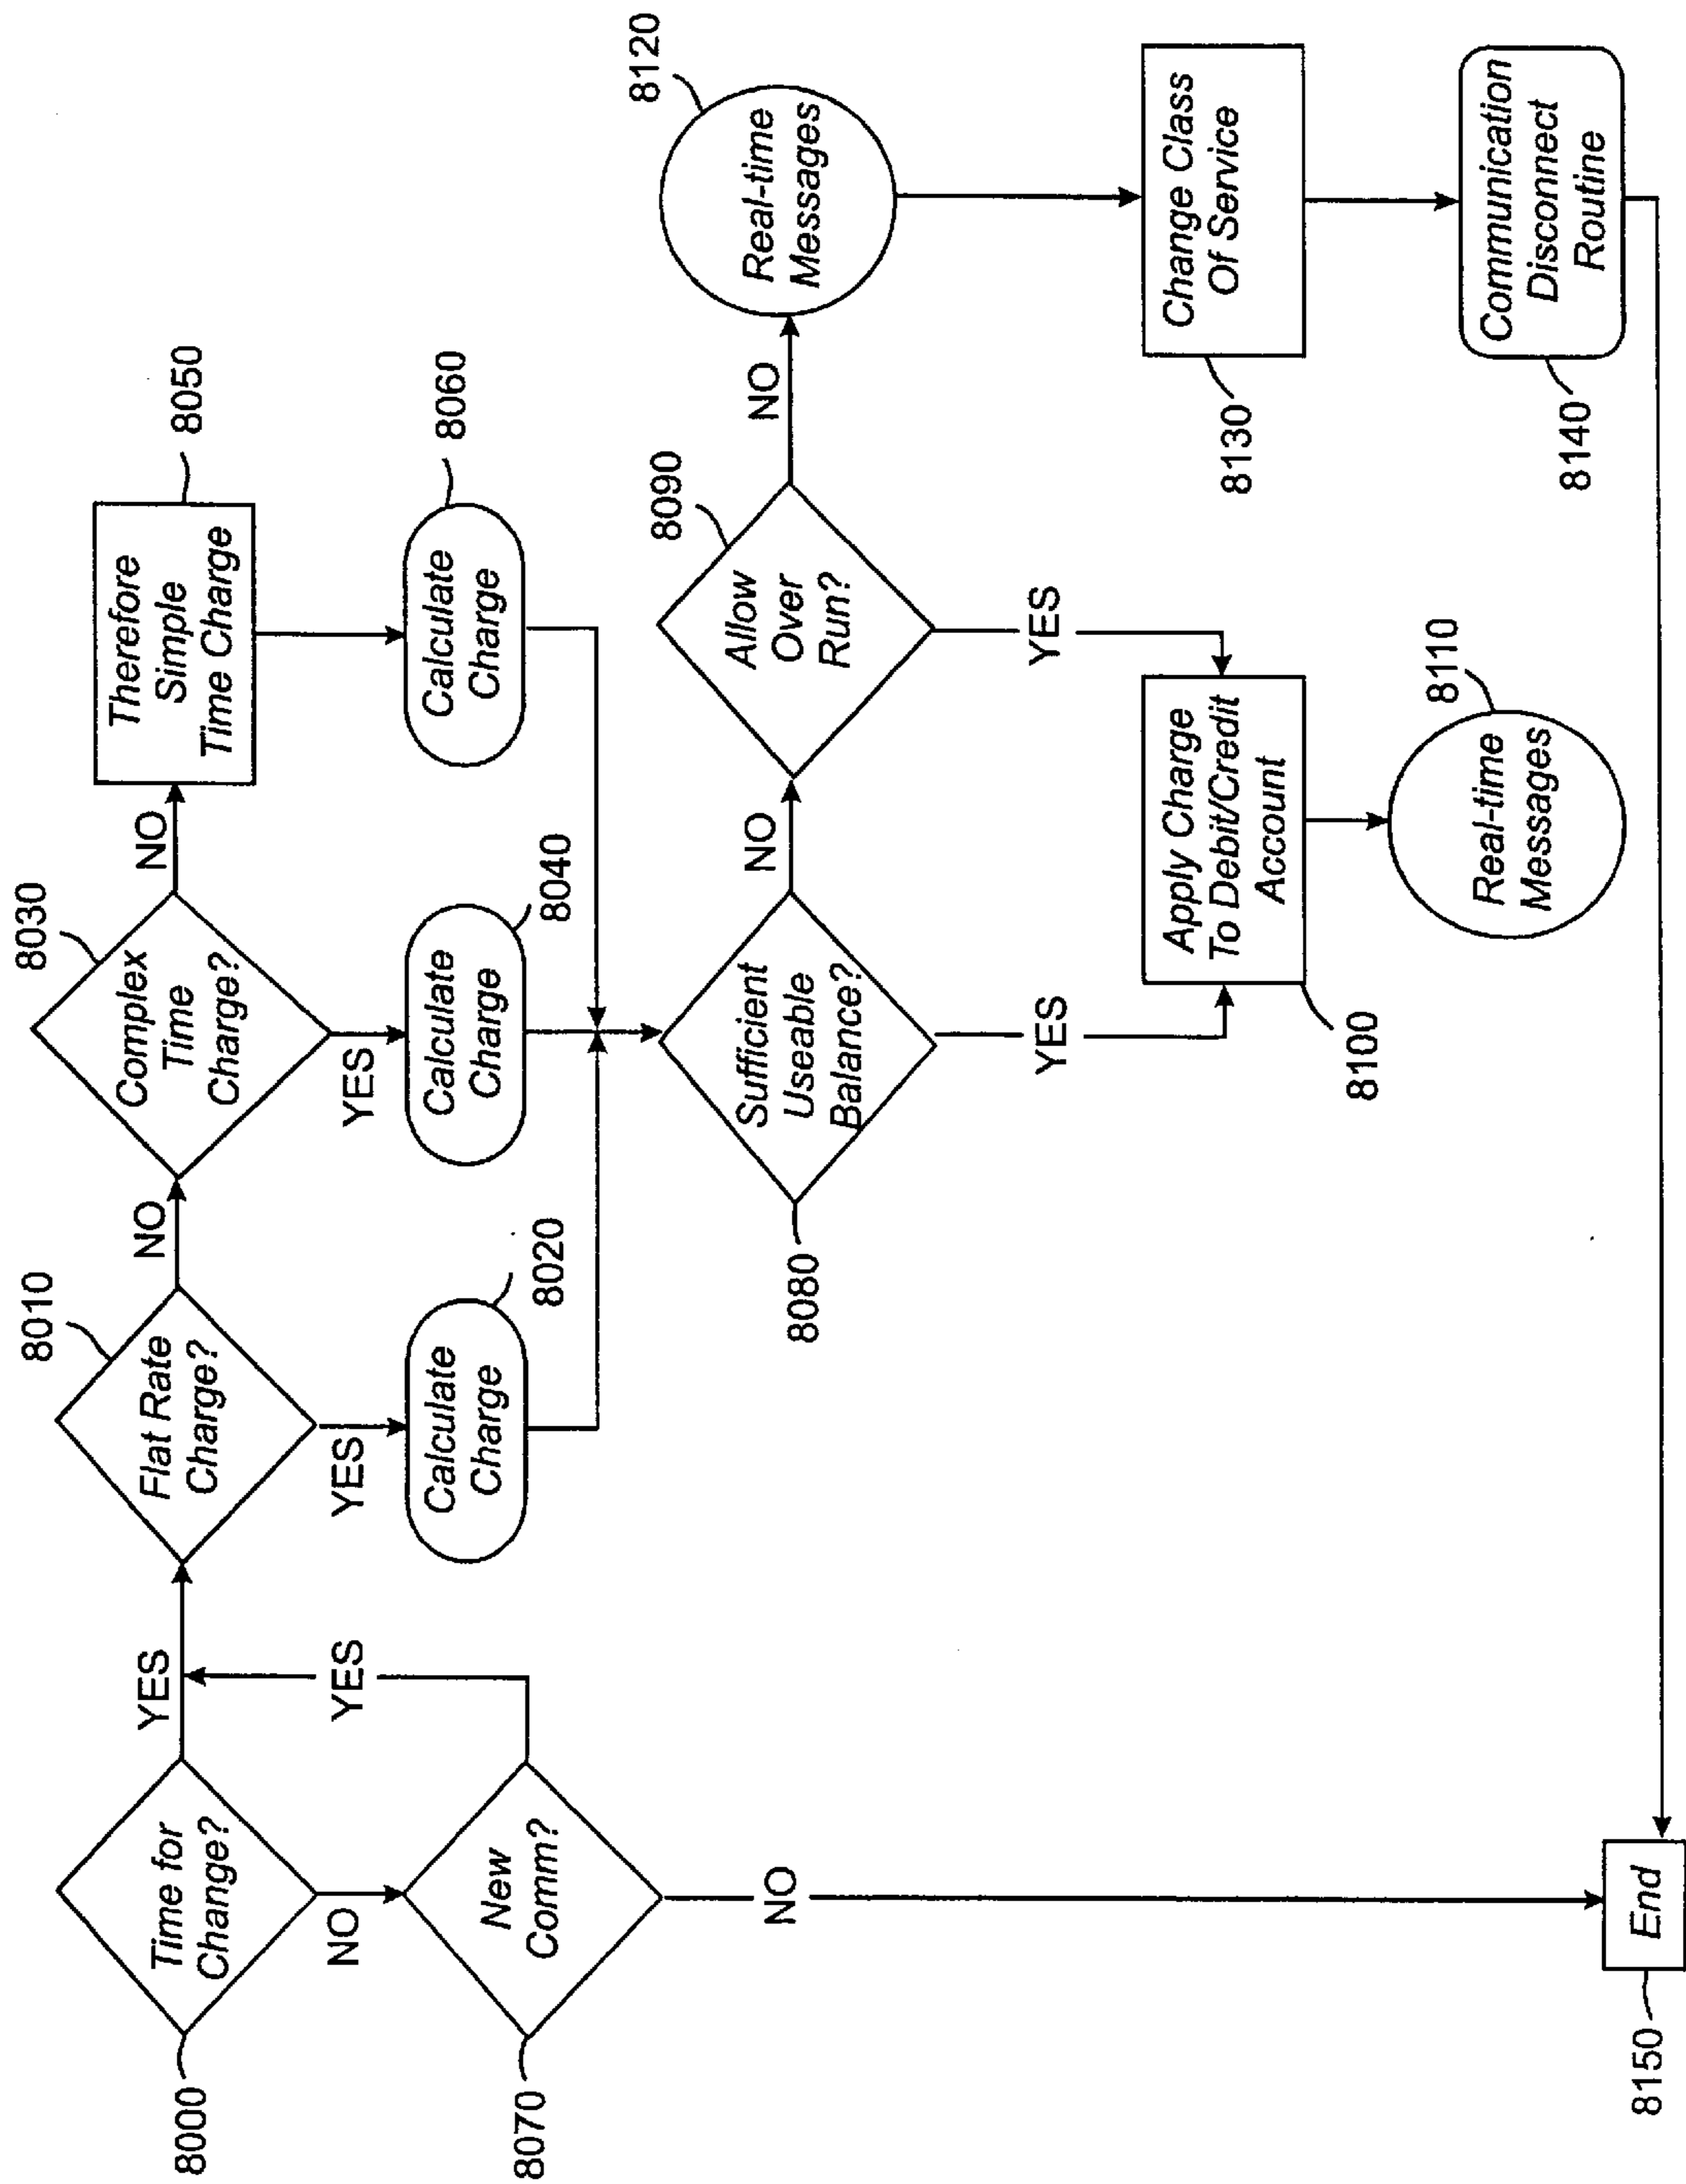 8000
Time for
Change?
YES
NO
8010
Flat Rate
Charge?
NO
YES
8030
Complex
Time
Charge?
NO
YES
8050
Therefore
Simple
Time Charge
8070
New
Comm?
YES
NO
8020
Calculate
Charge
8040
Calculate
Charge
8060
Calculate
Charge
8080
Sufficient
Useable
Balance?
NO
YES
8090
Allow
Over
Run?
NO
YES
8120
Real-time
Messages
8100
Apply Charge
To Debit/Credit
Account
8130
Change Class
Of Service
8110
Real-time
Messages
8140
Communication
Disconnect
Routine
8150
End